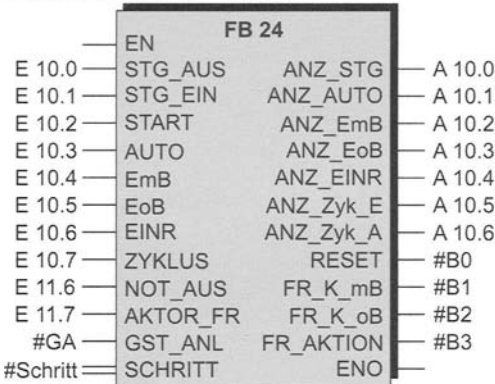 FB 24
EN
E 10.0 STG_AUS ANZ_STG A 10.0
E 10.1 STG_EIN ANZ_AUTO A 10.1
E 10.2 START ANZ_EmB A 10.2
E 10.3 AUTO ANZ_EoB A 10.3
E 10.4 EmB ANZ_EINR A 10.4
E 10.5 EoB ANZ_Zyk_E A 10.5
E 10.6 EINR ANZ_Zyk_A A 10.6
E 10.7 ZYKLUS RESET #B0
E 11.6 NOT_AUS FR_K_mB #B1
E 11.7 AKTOR_FR FR_K_oB #B2
#GA GST_ANL FR_AKTION #B3
#Schritt SCHRITT ENO